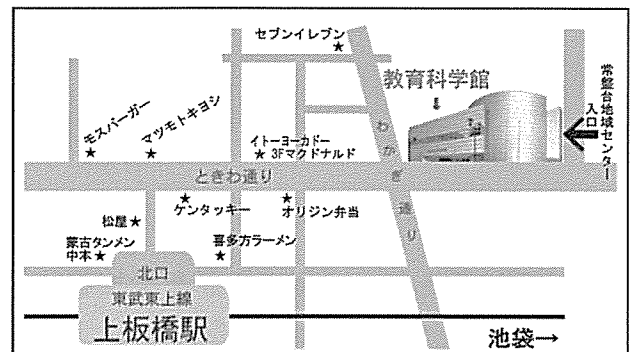 セブンイレブン
教育科学館
↓
常盤台地域センター
入口
モスバーガー
マツモトキヨシ
イトーヨーカドー
3Fマクドナルド
わかぎ通り
ときわ通り
ケンタッキー
オリジン弁当
松屋
蒙古タンメン
中本
喜多方ラーメン
北口
東武東上線
上板橋駅
池袋→